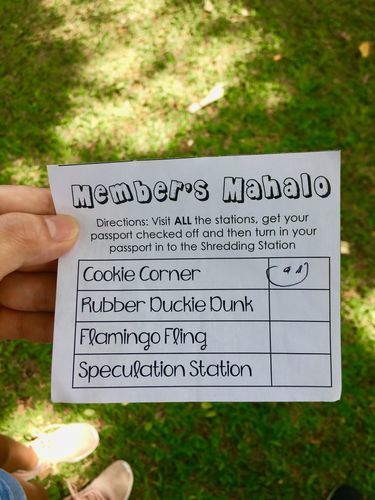 Member's Mahalo
Directions: Visit ALL the stations, get your
passport checked off and then turn in your
passport in to the Shredding Station
Cookie Corner
Rubber Duckie Dunk
Flamingo Fling
Speculation Station